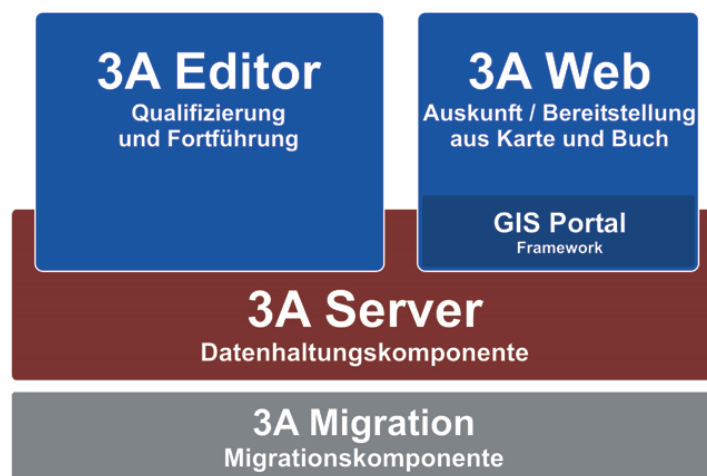 3A Editor
Qualifizierung
und Fortführung
3A Web
Auskunft / Bereitstellung
aus Karte und Buch
GIS Portal
Framework
3A Server
Datenhaltungskomponente
3A Migration
Migrationskomponente